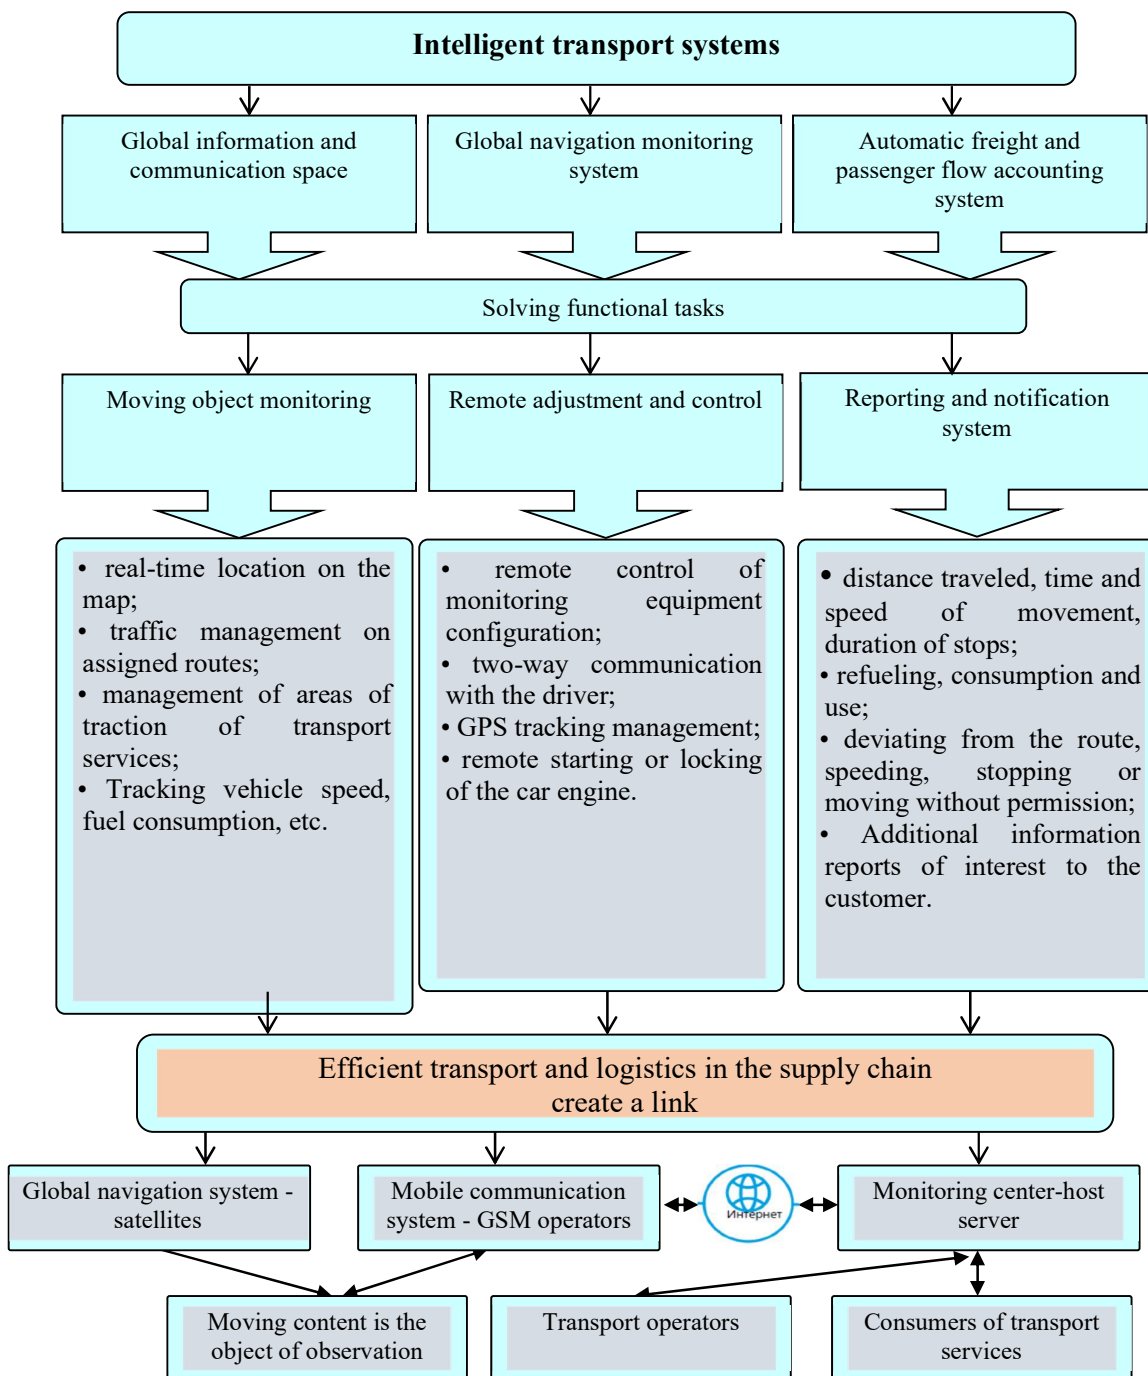 Intelligent transport systems
Global information and
communication space
Global navigation monitoring
system
Automatic freight and
passenger flow accounting
system
Solving functional tasks
Moving object monitoring
Remote adjustment and control
Reporting and notification
system
• real-time location on the
map;
• traffic management on
assigned routes;
• management of areas of
traction of transport
services;
• Tracking vehicle speed,
fuel consumption, etc.
• remote control of
monitoring equipment
configuration;
• two-way communication
with the driver;
• GPS tracking management;
• remote starting or locking
of the car engine.
• distance traveled, time and
speed of movement,
duration of stops;
• refueling, consumption and
use;
• deviating from the route,
speeding, stopping or
moving without permission;
• Additional information
reports of interest to the
customer.
Efficient transport and logistics in the supply chain
create a link
Global navigation system -
satellites
Mobile communication
system - GSM operators
Интернет
Monitoring center-host
server
Moving content is the
object of observation
Transport operators
Consumers of transport
services